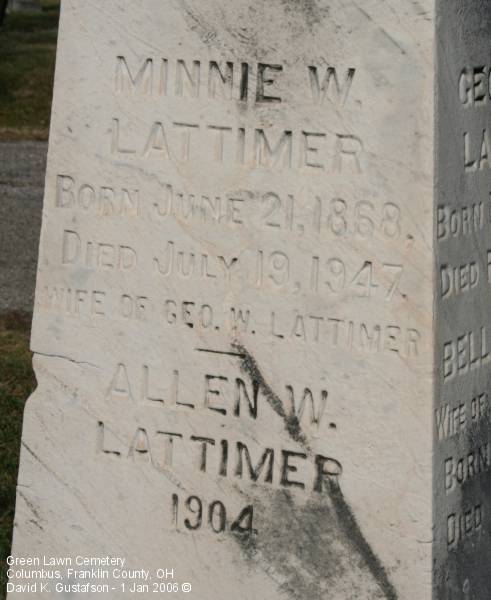 MINNIE W.
LATTIMER
BORN JUNE 21, 1868,
DIED JULY 19, 1947.
WIFE OF GEO. W. LATTIMER
ALLEN W.
LATTIMER
1904
GEO
LA
BORN
DIED
BELL
WIFE OF
BORN
DIED
Green Lawn Cemetery
Columbus, Franklin County, OH
David K. Gustafson - 1 Jan 2006 ©